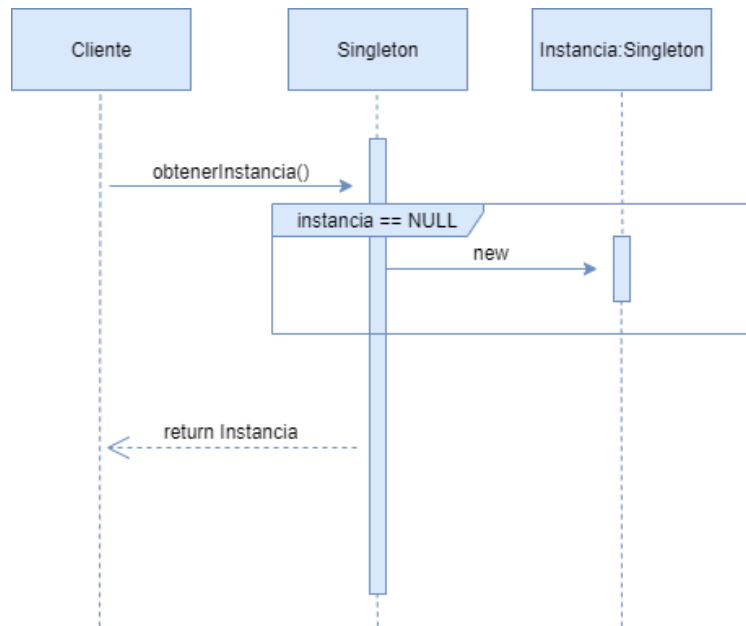 Cliente
Singleton
Instancia:Singleton
obtenerInstancia()
instancia == NULL
new
return Instancia